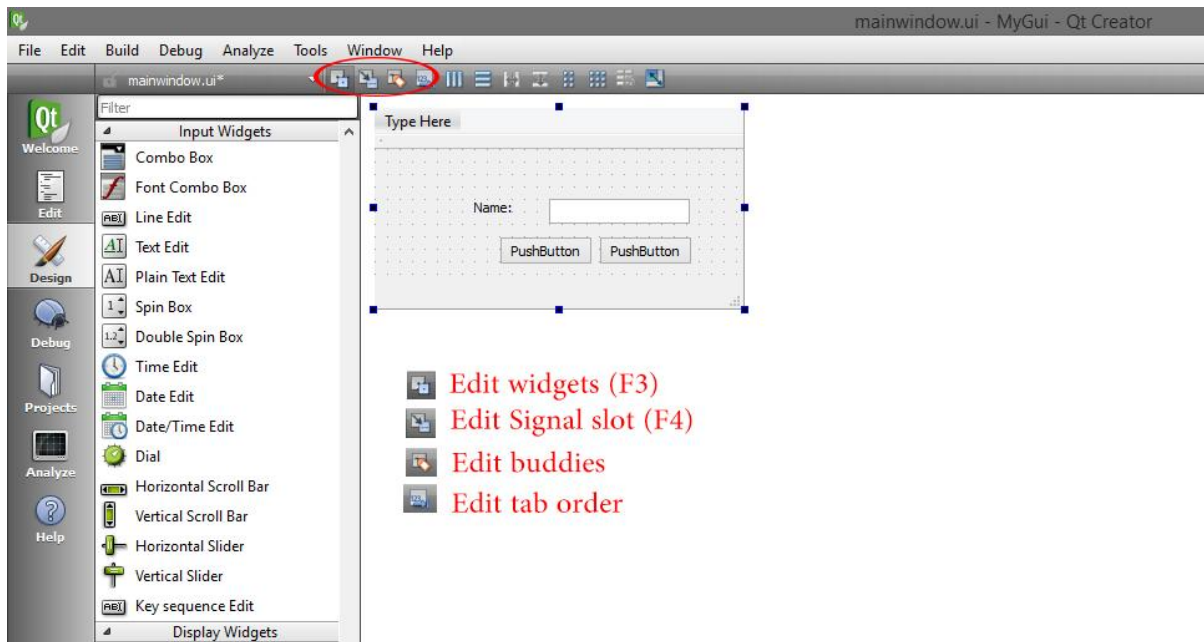 mainwindow.ui - MyGui - Qt Creator
File Edit Build Debug Analyze Tools Window Help
mainwindow.ui*
Filter
Input Widgets
Combo Box
Font Combo Box
Line Edit
Text Edit
Plain Text Edit
Spin Box
Double Spin Box
Time Edit
Date Edit
Date/Time Edit
Dial
Horizontal Scroll Bar
Vertical Scroll Bar
Horizontal Slider
Vertical Slider
Key sequence Edit
Display Widgets
Qt
Welcome
Edit
Design
Debug
Projects
Analyze
Help
Type Here
Name:
PushButton PushButton
Edit widgets (F3)
Edit Signal slot (F4)
Edit buddies
Edit tab order